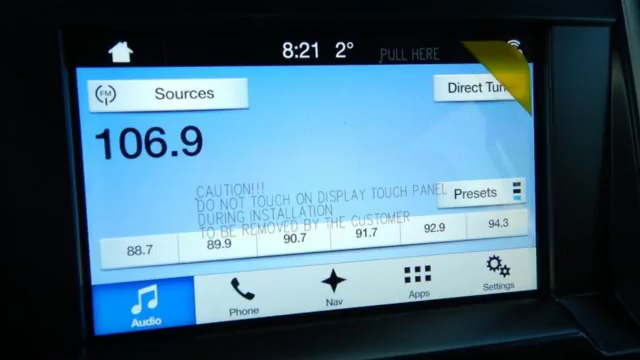 8:21 2° PULL HERE
FM Sources
Direct Tun
106.9
CAUTION!!!
DO NOT TOUCH ON DISPLAY TOUCH PANEL
DURING INSTALLATION
TO BE REMOVED BY THE CUSTOMER
Presets
88.7 89.9 90.7 91.7 92.9 94.3
Audio Phone Nav Apps Settings